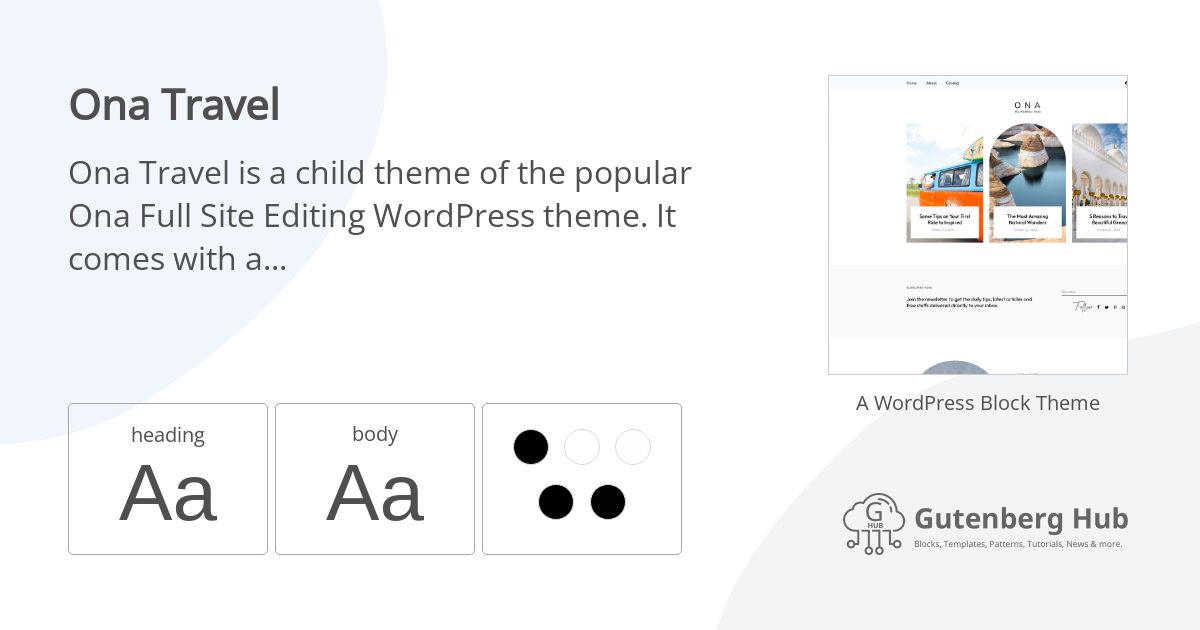 Ona Travel
Ona Travel is a child theme of the popular
Ona Full Site Editing WordPress theme. It
comes with a...
heading
Aa
body
Aa
Home About Contact
ONA
Some Tips on Your First
Ride to Inspired
The Most Amazing
Natural Wonders
5 Reasons to Trav
Beautiful Greec
Join the newsletter to get the daily tips, latest articles and
free stuffs delivered directly to your inbox.
Follow
A WordPress Block Theme
G
HUB
Gutenberg Hub
Blocks, Templates, Patterns, Tutorials, News & more.